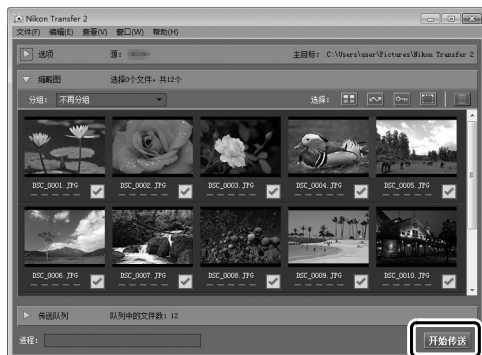 Nikon Transfer 2
文件(F) 编辑(E) 查看(V) 窗口(W) 帮助(H)
选项 源: 主目标: C:\Users\user\Pictures\Nikon Transfer 2
缩略图 选择0个文件，共12个
分组: 不再分组 选择:
DSC_0001.JPG DSC_0002.JPG DSC_0003.JPG DSC_0004.JPG DSC_0005.JPG
DSC_0006.JPG DSC_0007.JPG DSC_0008.JPG DSC_0009.JPG DSC_0010.JPG
传送队列 队列中的文件数: 12
进程: 开始传送